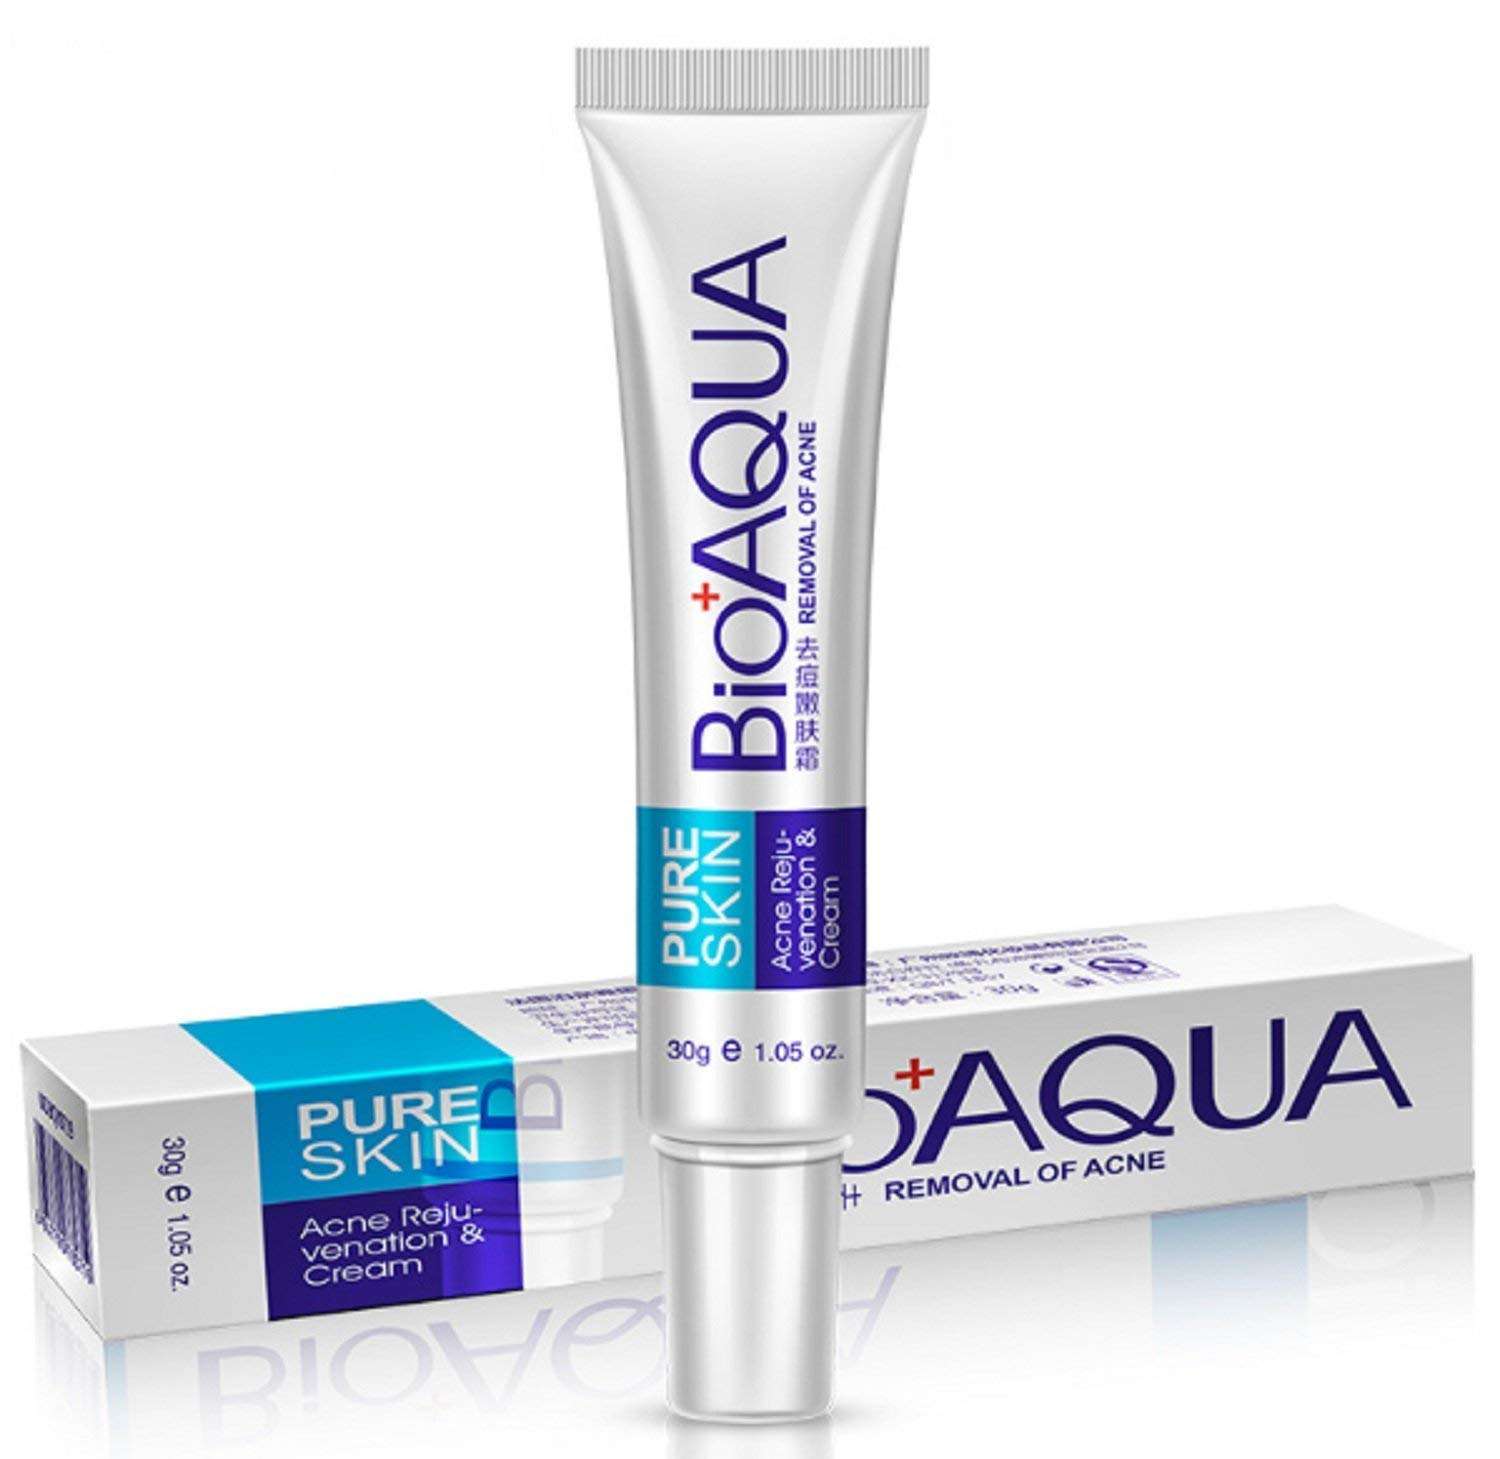 BioAQUA
去痘嫩肤霜 REMOVAL OF ACNE
PURE
SKIN
Acne Reju-
venation &
Cream
30g e 1.05 oz.
30g e 1.05 oz.
PURE
SKIN
Acne Reju-
venation &
Cream
AQUA
REMOVAL OF ACNE
30g